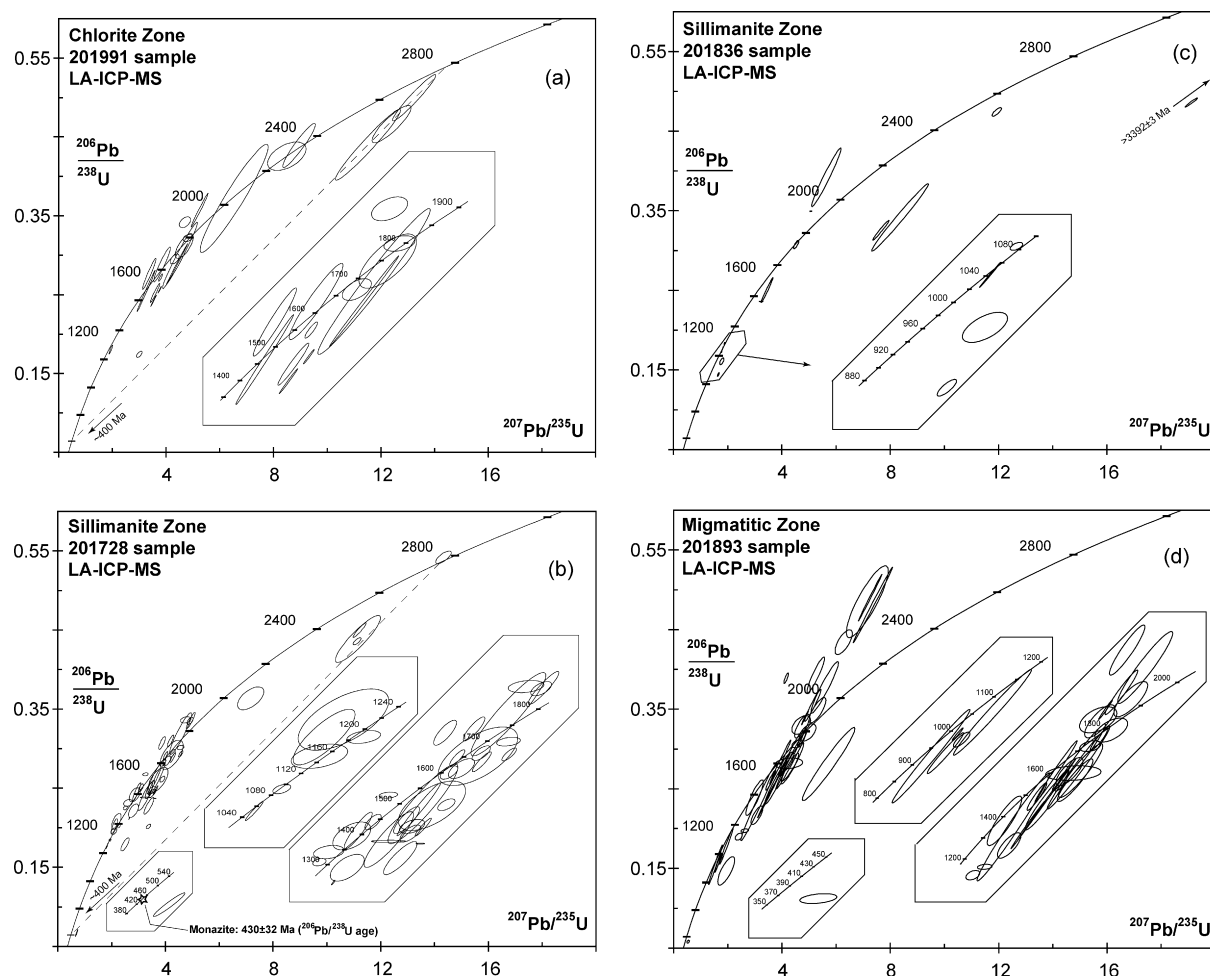 Chlorite Zone
201991 sample
LA-ICP-MS
(a)
2800
0.55
2400
206Pb
238U
2000
0.35
1900
1800
1700
1600
1600
1500
1400
1200
0.15
~400 Ma
207Pb/235U
4
8
12
16
Sillimanite Zone
201836 sample
LA-ICP-MS
(c)
2800
0.55
>3392±3 Ma
2400
206Pb
238U
2000
0.35
1600
1080
1040
1000
960
920
880
1200
0.15
207Pb/235U
4
8
12
16
Sillimanite Zone
201728 sample
LA-ICP-MS
(b)
2800
0.55
2400
206Pb
238U
2000
0.35
1240
1200
1160
1120
1080
1040
1800
1700
1600
1500
1400
1300
1600
1200
0.15
~400 Ma
540
500
460
420
380
207Pb/235U
Monazite: 430±32 Ma (206Pb/238U age)
4
8
12
16
Migmatitic Zone
201893 sample
LA-ICP-MS
(d)
2800
0.55
2400
206Pb
238U
2000
0.35
1200
1100
1000
900
800
2000
1800
1600
1400
1200
1600
1200
0.15
450
430
410
390
370
350
207Pb/235U
4
8
12
16